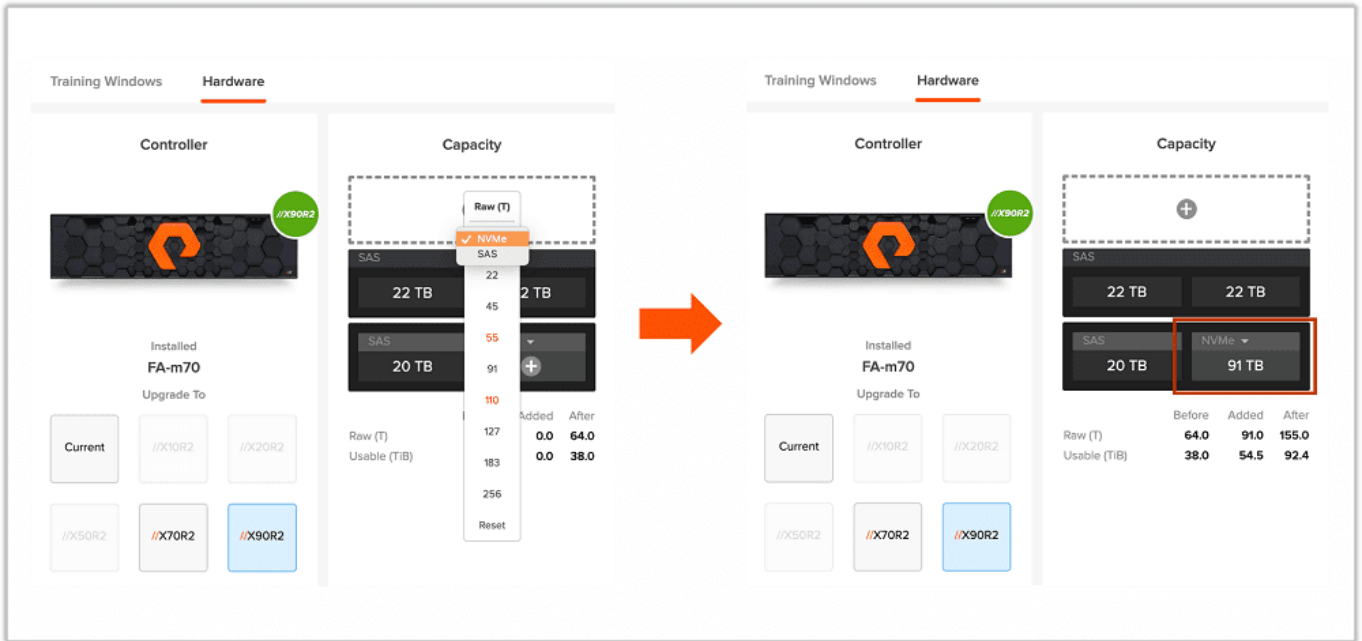 Training Windows
Hardware
Controller
Capacity
//X90R2
Raw (T)
NVMe
SAS
SAS
22 TB
2 TB
22
45
55
91
110
127
183
256
Reset
SAS
20 TB
Installed
FA-m70
Upgrade To
Added After
Raw (T) 0.0 64.0
Usable (TiB) 0.0 38.0
Current
//X10R2
//X20R2
//X50R2
//X70R2
//X90R2
Training Windows
Hardware
Controller
Capacity
//X90R2
SAS
22 TB
22 TB
SAS
20 TB
NVMe
91 TB
Installed
FA-m70
Upgrade To
Before Added After
Raw (T) 64.0 91.0 155.0
Usable (TiB) 38.0 54.5 92.4
Current
//X10R2
//X20R2
//X50R2
//X70R2
//X90R2